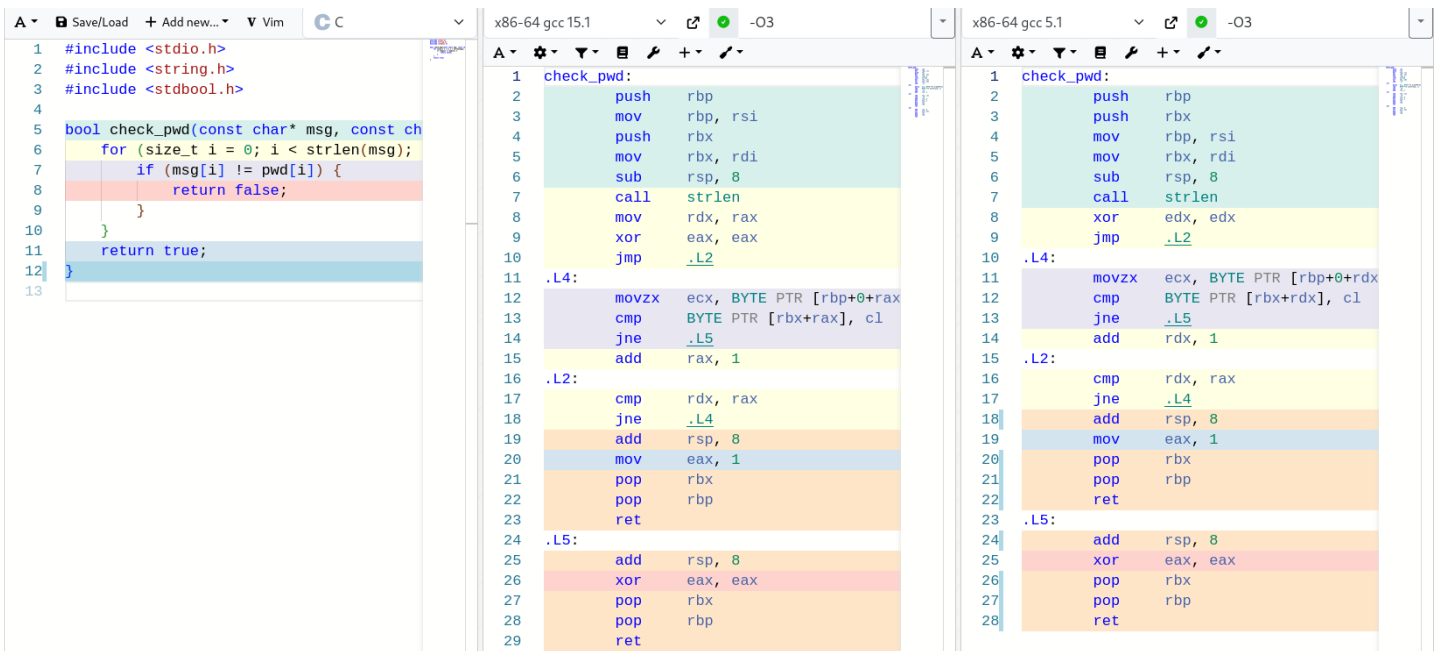 A Save/Load + Add new... V Vim C C
1 #include <stdio.h>
2 #include <string.h>
3 #include <stdbool.h>
4
5 bool check_pwd(const char* msg, const ch
6 for (size_t i = 0; i < strlen(msg);
7 if (msg[i] != pwd[i]) {
8 return false;
9 }
10 }
11 return true;
12 }
13
x86-64 gcc 15.1 -O3
A
1 check_pwd:
2 push rbp
3 mov rbp, rsi
4 push rbx
5 mov rbx, rdi
6 sub rsp, 8
7 call strlen
8 mov rdx, rax
9 xor eax, eax
10 jmp .L2
11 .L4:
12 movzx ecx, BYTE PTR [rbp+0+rax
13 cmp BYTE PTR [rbx+rax], cl
14 jne .L5
15 add rax, 1
16 .L2:
17 cmp rdx, rax
18 jne .L4
19 add rsp, 8
20 mov eax, 1
21 pop rbx
22 pop rbp
23 ret
24 .L5:
25 add rsp, 8
26 xor eax, eax
27 pop rbx
28 pop rbp
29 ret
x86-64 gcc 5.1 -O3
A
1 check_pwd:
2 push rbp
3 push rbx
4 mov rbp, rsi
5 mov rbx, rdi
6 sub rsp, 8
7 call strlen
8 xor edx, edx
9 jmp .L2
10 .L4:
11 movzx ecx, BYTE PTR [rbp+0+rdx
12 cmp BYTE PTR [rbx+rdx], cl
13 jne .L5
14 add rdx, 1
15 .L2:
16 cmp rdx, rax
17 jne .L4
18 add rsp, 8
19 mov eax, 1
20 pop rbx
21 pop rbp
22 ret
23 .L5:
24 add rsp, 8
25 xor eax, eax
26 pop rbx
27 pop rbp
28 ret